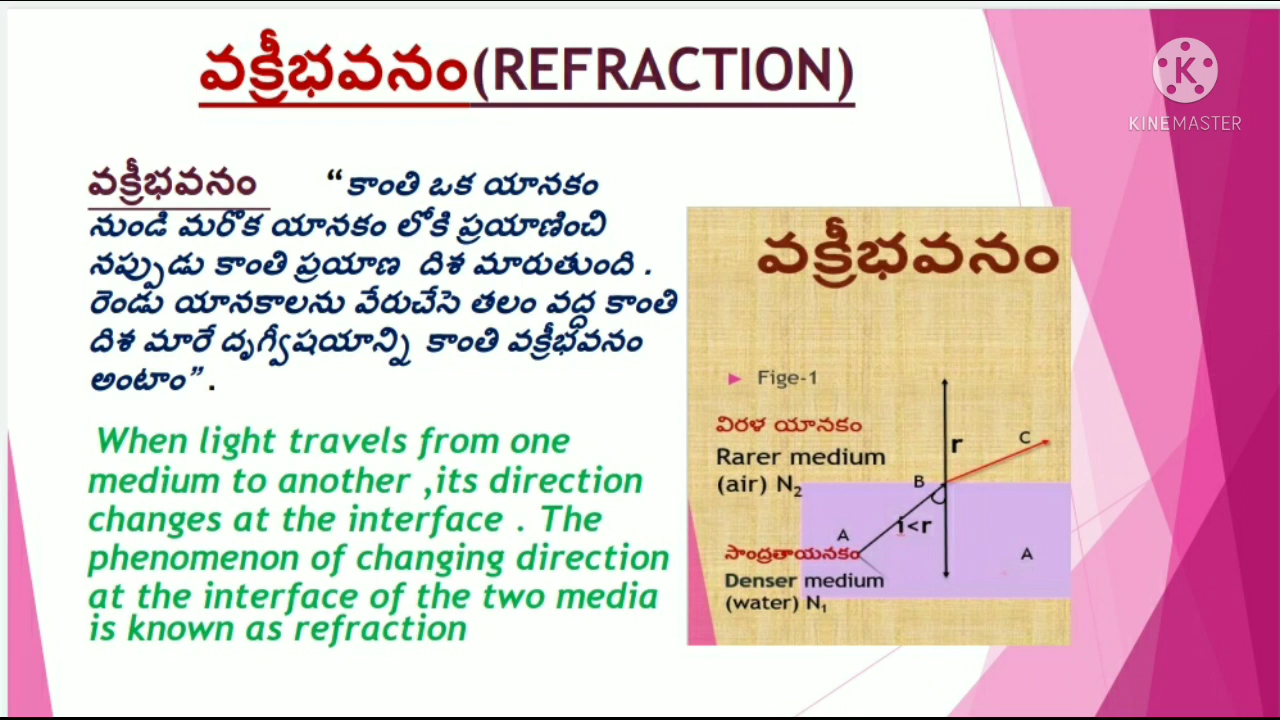 వక్రీభవనం(REFRACTION)
KINEMASTER
వక్రీభవనం “కాంతి ఒక యానకం
నుండి మరొక యానకం లోకి ప్రయాణించి
నప్పుడు కాంతి ప్రయాణ దిశ మారుతుంది .
రెండు యానకాలను వేరుచేసె తలం వద్ద కాంతి
దిశ మారే దృగ్వీషయాన్ని కాంతి వక్రీభవనం
అంటాం” .
When light travels from one
medium to another ,its direction
changes at the interface . The
phenomenon of changing direction
at the interface of the two media
is known as refraction
వక్రీభవనం
Fige-1
విరళ యానకం
Rarer medium
(air) N2
r
C
B
i<r
A
A
సాంద్రతాయనకం
Denser medium
(water) N1